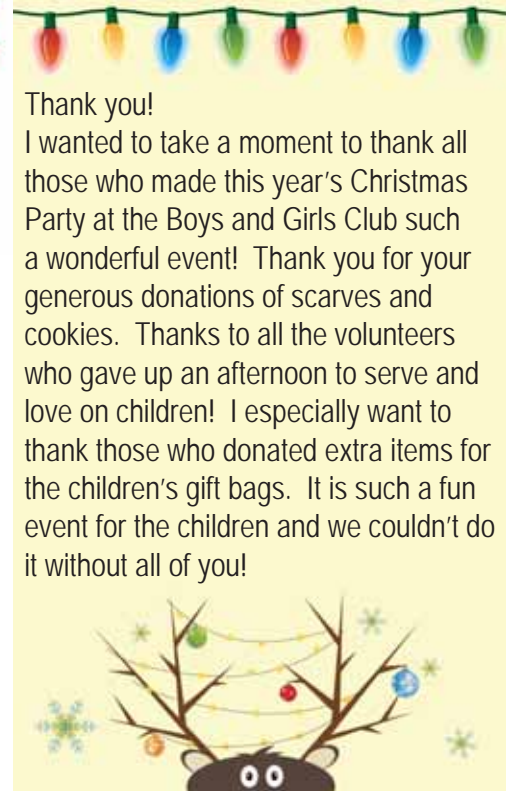 Thank you!
I wanted to take a moment to thank all
those who made this year's Christmas
Party at the Boys and Girls Club such
a wonderful event!  Thank you for your
generous donations of scarves and
cookies.  Thanks to all the volunteers
who gave up an afternoon to serve and
love on children!  I especially want to
thank those who donated extra items for
the children's gift bags.  It is such a fun
event for the children and we couldn't do
it without all of you!